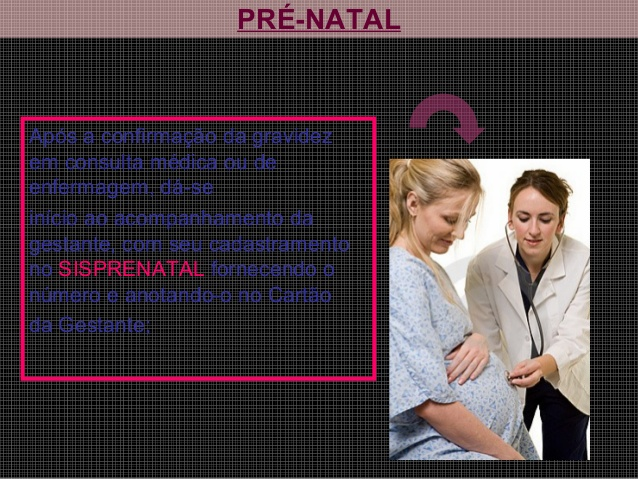 PRÉ-NATAL
Após a confirmação da gravidez
em consulta médica ou de
enfermagem, dá-se
início ao acompanhamento da
gestante, com seu cadastramento
no SISPRENATAL fornecendo o
número e anotando-o no Cartão
da Gestante;